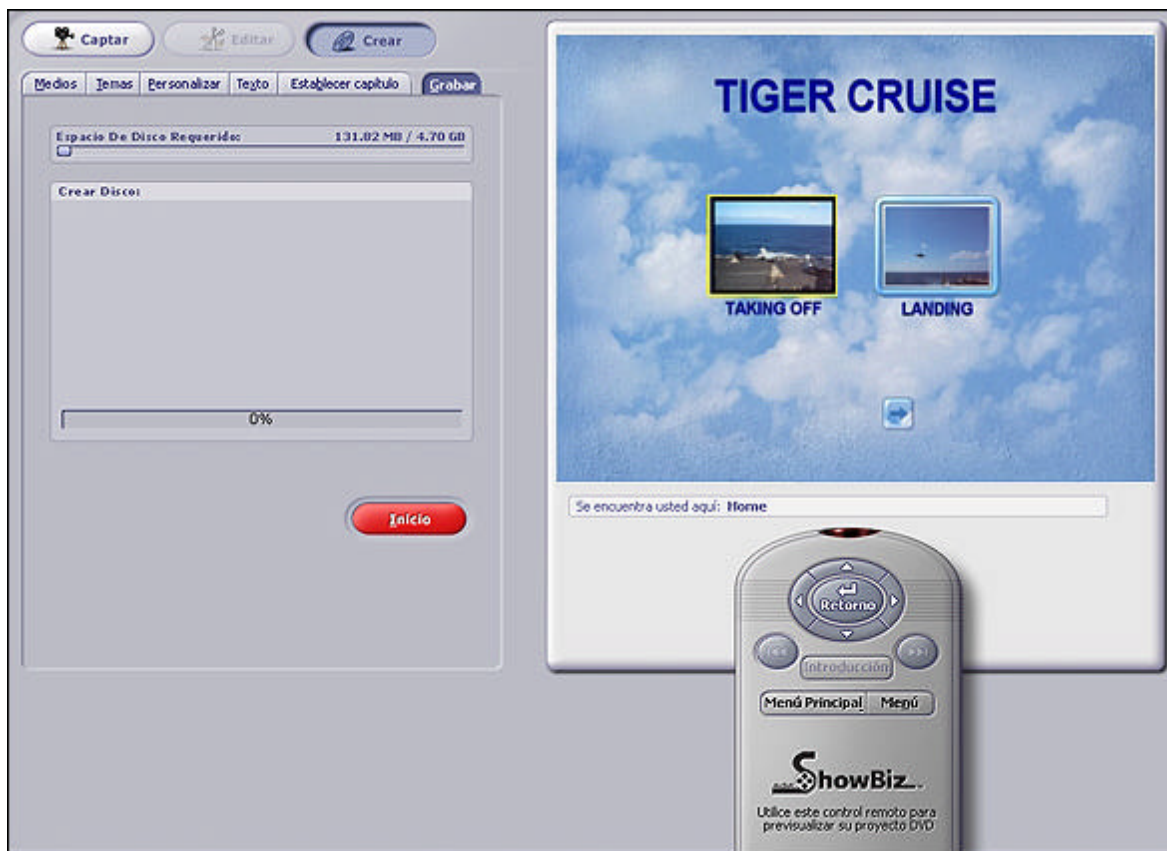 Captar
Editar
Crear
Medios
Temas
Personalizar
Texto
Establecer capítulo
Grabar
Espacio De Disco Requerido:
131.02 MB / 4.70 GB
Crear Disco:
0%
Início
TIGER CRUISE
TAKING OFF
LANDING
Se encuentra usted aquí: Home
Retorno
Introducción
Menú Principal
Menú
ShowBiz
Utilice este control remoto para
previsualizar su proyecto DVD